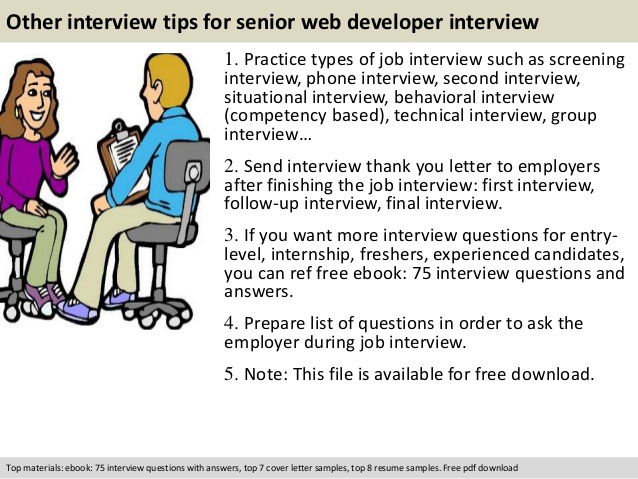 Other interview tips for senior web developer interview
1. Practice types of job interview such as screening
interview, phone interview, second interview,
situational interview, behavioral interview
(competency based), technical interview, group
interview…
2. Send interview thank you letter to employers
after finishing the job interview: first interview,
follow-up interview, final interview.
3. If you want more interview questions for entry-
level, internship, freshers, experienced candidates,
you can ref free ebook: 75 interview questions and
answers.
4. Prepare list of questions in order to ask the
employer during job interview.
5. Note: This file is available for free download.
Top materials: ebook: 75 interview questions with answers, top 7 cover letter samples, top 8 resume samples. Free pdf download